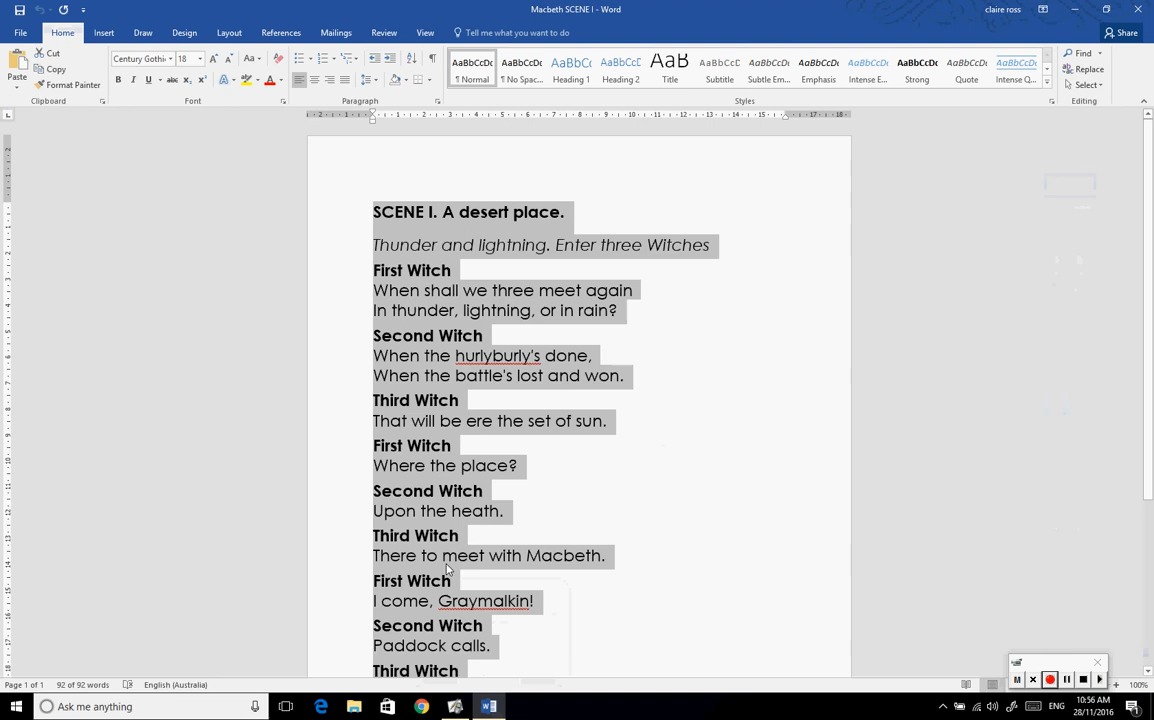 Macbeth SCENE I - Word
claire ross
File Home Insert Draw Design Layout References Mailings Review View Tell me what you want to do Share
Paste
Cut
Copy
Format Painter
Century Gothi 18
B I U abc X₂ X²
Aa
AaBbCcDc AaBbCcDc AaBbC AaBbCcD AaB AaBbCcD AaBbCcDc AaBbCcDc AaBbCcDc AaBbCcDc AaBbCcDc AaBbCcDc
¶ Normal ¶ No Spac... Heading 1 Heading 2 Title Subtitle Subtle Em... Emphasis Intense E... Strong Quote Intense Q...
Find
Replace
Select
Clipboard Font Paragraph Styles Editing
SCENE I. A desert place.
Thunder and lightning. Enter three Witches
First Witch
When shall we three meet again
In thunder, lightning, or in rain?
Second Witch
When the hurlyburly's done,
When the battle's lost and won.
Third Witch
That will be ere the set of sun.
First Witch
Where the place?
Second Witch
Upon the heath.
Third Witch
There to meet with Macbeth.
First Witch
I come, Graymalkin!
Second Witch
Paddock calls.
Third Witch
Page 1 of 1 92 of 92 words English (Australia) 100%
Ask me anything
ENG
10:56 AM
28/11/2016